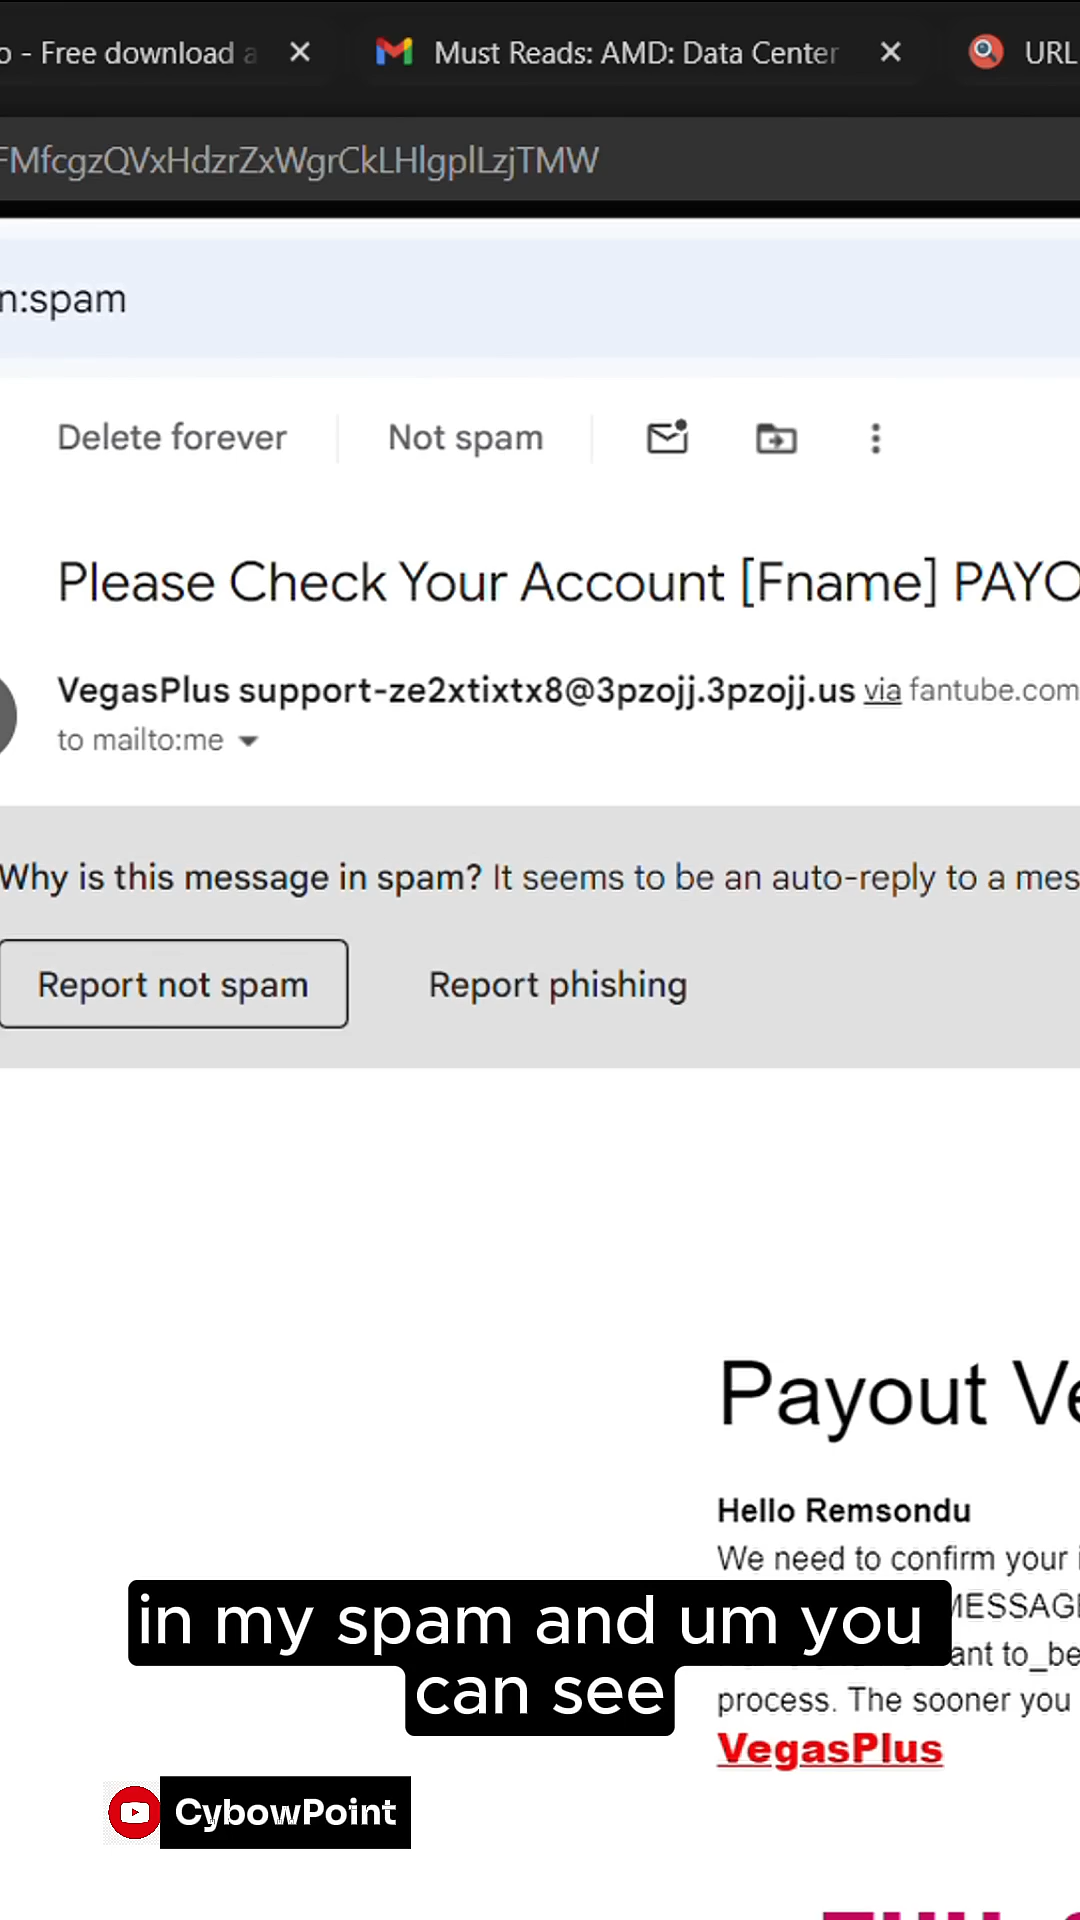 - Free download
Must Reads: AMD: Data Center
URL
FMfcgzQVxHdzrZxWgrCkLHlgplLzjTMW
n:spam
Delete forever
Not spam
Please Check Your Account [Fname] PAYO
VegasPlus support-ze2xtixtx8@3pzojj.3pzojj.us via fantube.com
to mailto:me
Why is this message in spam? It seems to be an auto-reply to a mes
Report not spam
Report phishing
Payout Ve
Hello Remsondu
We need to confirm your
MESSAGE
ant to_be
process. The sooner you
VegasPlus
in my spam and um you
can see
CybowPoint